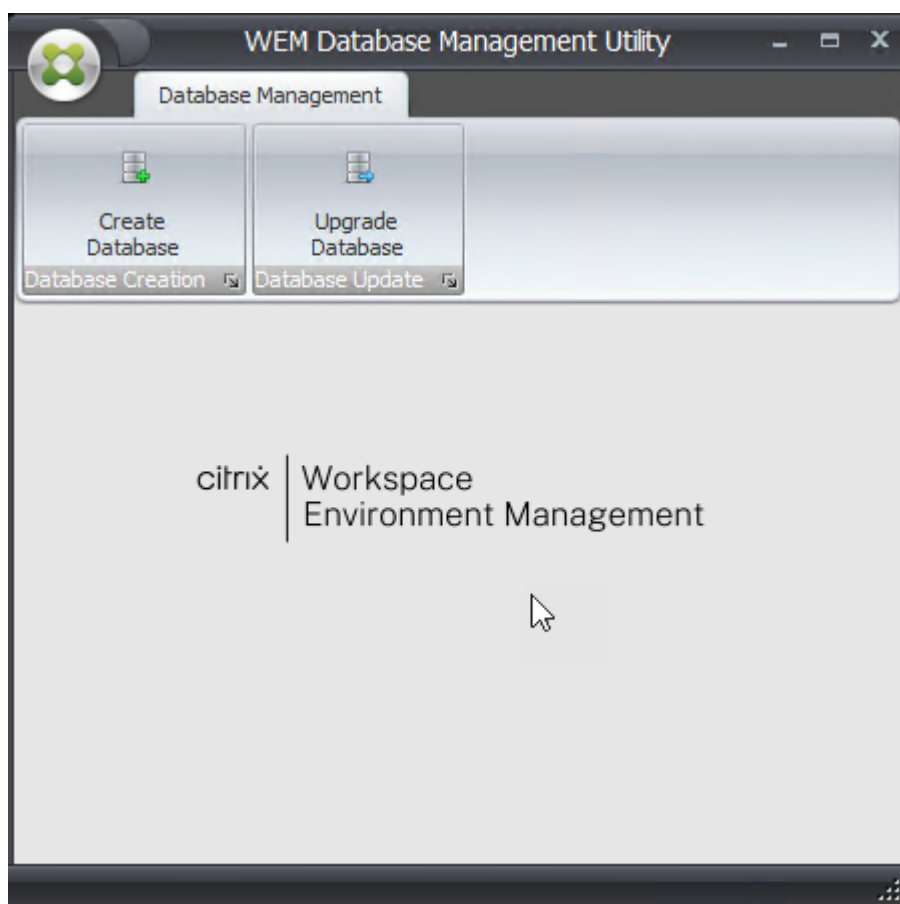 WEM Database Management Utility
Database Management
Create
Database
Upgrade
Database
Database Creation
Database Update
citrix
Workspace
Environment Management